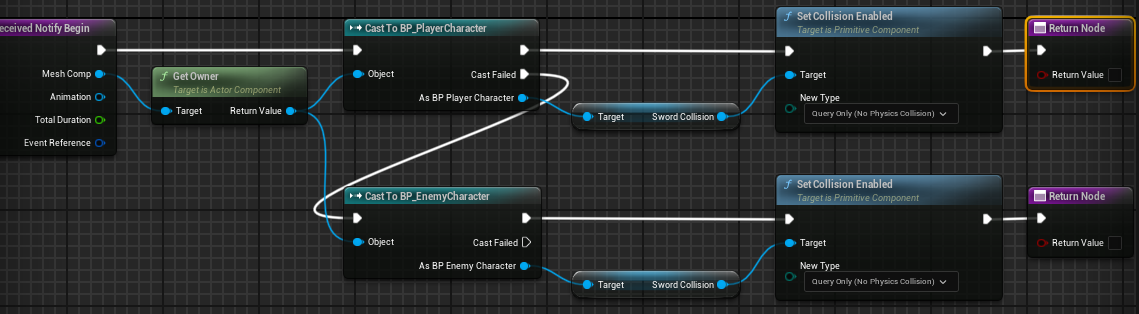 eceived Notify Begin
Mesh Comp
Animation
Total Duration
Event Reference
Get Owner
Target is Actor Component
Target
Return Value
Cast To BP_PlayerCharacter
Object
Cast Failed
As BP Player Character
Target
Sword Collision
Set Collision Enabled
Target is Primitive Component
Target
New Type
Query Only (No Physics Collision)
Return Node
Return Value
Cast To BP_EnemyCharacter
Object
Cast Failed
As BP Enemy Character
Target
Sword Collision
Set Collision Enabled
Target is Primitive Component
Target
New Type
Query Only (No Physics Collision)
Return Node
Return Value